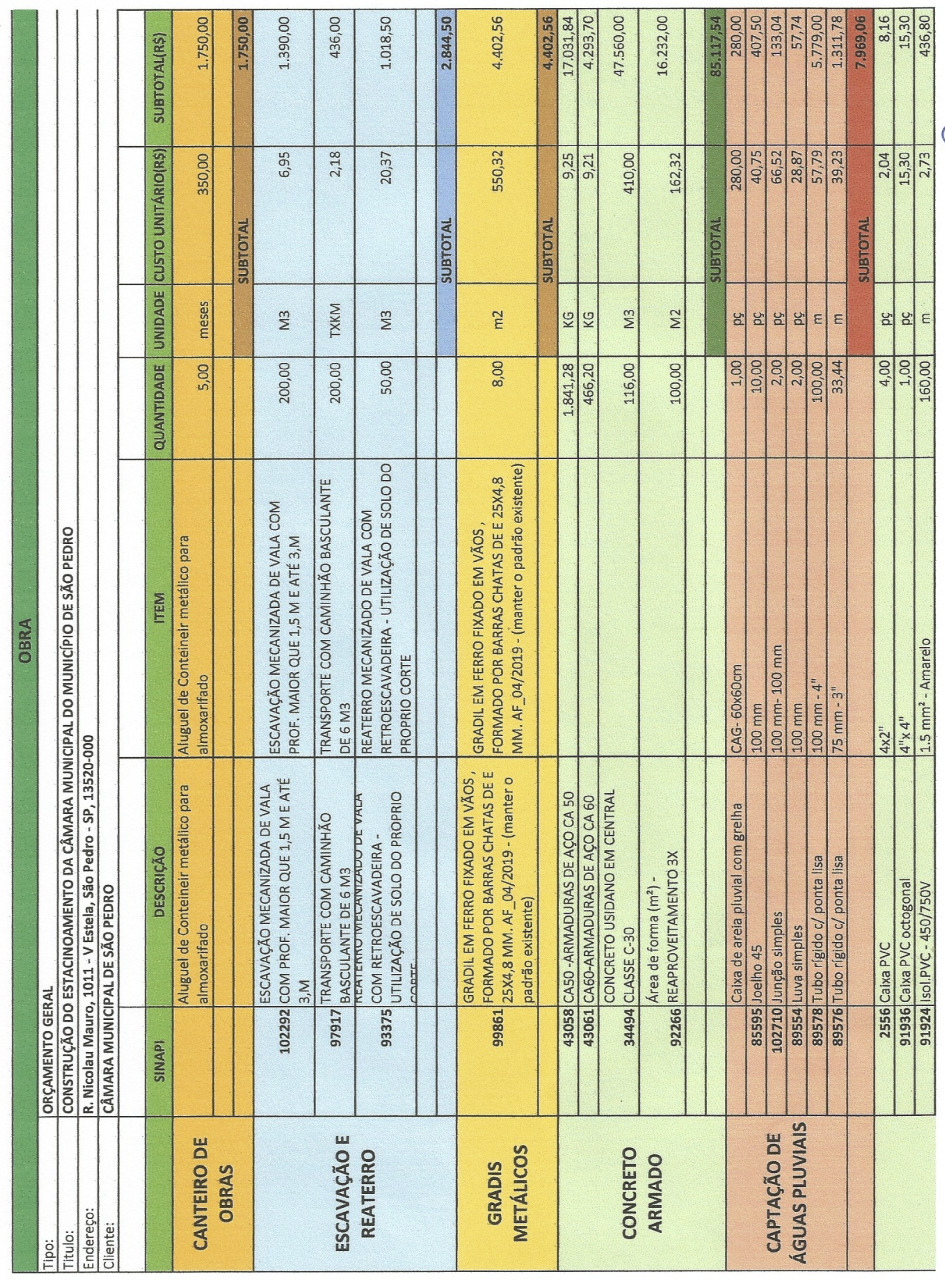 OBRA
Tipo: ORÇAMENTO GERAL
Título: CONSTRUÇÃO DO ESTACINOAMENTO DA CÂMARA MUNICIPAL DO MUNICÍPIO DE SÃO PEDRO
Endereço: R. Nicolau Mauro, 1011 - V Estela, São Pedro - SP, 13520-000
Cliente: CÂMARA MUNICIPAL DE SÃO PEDRO
SINAPI DESCRIÇÃO ITEM QUANTIDADE UNIDADE CUSTO UNITÁRIO(R$) SUBTOTAL(R$)
CANTEIRO DE
OBRAS
Aluguel de Conteineir metálico para
almoxarifado
Aluguel de Conteineir metálico para
almoxarifado
5,00 meses 350,00 1.750,00
SUBTOTAL 1.750,00
ESCAVAÇÃO E
REATERRO
102292
ESCAVAÇÃO MECANIZADA DE VALA
COM PROF. MAIOR QUE 1,5 M E ATÉ
3,M
ESCAVAÇÃO MECANIZADA DE VALA COM
PROF. MAIOR QUE 1,5 M E ATÉ 3,M
200,00 M3 6,95 1.390,00
97917
TRANSPORTE COM CAMINHÃO
BASCULANTE DE 6 M3
TRANSPORTE COM CAMINHÃO BASCULANTE
DE 6 M3
200,00 TXKM 2,18 436,00
93375
REATERRO MECANIZADO DE VALA
COM RETROESCAVADEIRA -
UTILIZAÇÃO DE SOLO DO PROPRIO
CORTE
REATERRO MECANIZADO DE VALA COM
RETROESCAVADEIRA - UTILIZAÇÃO DE SOLO DO
PROPRIO CORTE
50,00 M3 20,37 1.018,50
SUBTOTAL 2.844,50
GRADIS
METÁLICOS
99861
GRADIL EM FERRO FIXADO EM VÃOS ,
FORMADO POR BARRAS CHATAS DE E
25X4,8 MM. AF_04/2019 - (manter o
padrão existente)
GRADIL EM FERRO FIXADO EM VÃOS ,
FORMADO POR BARRAS CHATAS DE E 25X4,8
MM. AF_04/2019 - (manter o padrão existente)
8,00 m2 550,32 4.402,56
SUBTOTAL 4.402,56
CONCRETO
ARMADO
43058 CA50 -ARMADURAS DE AÇO CA 50 1.841,28 KG 9,25 17.031,84
43061 CA60-ARMADURAS DE AÇO CA 60 466,20 KG 9,21 4.293,70
34494
CONCRETO USIDANO EM CENTRAL
CLASSE C-30
116,00 M3 410,00 47.560,00
92266
Área de forma (m²) -
REAPROVEITAMENTO 3X
100,00 M2 162,32 16.232,00
SUBTOTAL 85.117,54
CAPTAÇÃO DE
ÁGUAS PLUVIAIS
Caixa de areia pluvial com grelha CAG- 60x60cm 1,00 pç 280,00 280,00
85595 Joelho 45 100 mm 10,00 pç 40,75 407,50
102710 Junção simples 100 mm- 100 mm 2,00 pç 66,52 133,04
89554 Luva simples 100 mm 2,00 pç 28,87 57,74
89578 Tubo rígido c/ ponta lisa 100 mm - 4" 100,00 m 57,79 5.779,00
89576 Tubo rígido c/ ponta lisa 75 mm - 3" 33,44 m 39,23 1.311,78
SUBTOTAL 7.969,06
2556 Caixa PVC 4x2" 4,00 pç 2,04 8,16
91936 Caixa PVC octogonal 4"x 4" 1,00 pç 15,30 15,30
91924 Isol.PVC - 450/750V 1.5 mm² - Amarelo 160,00 m 2,73 436,80